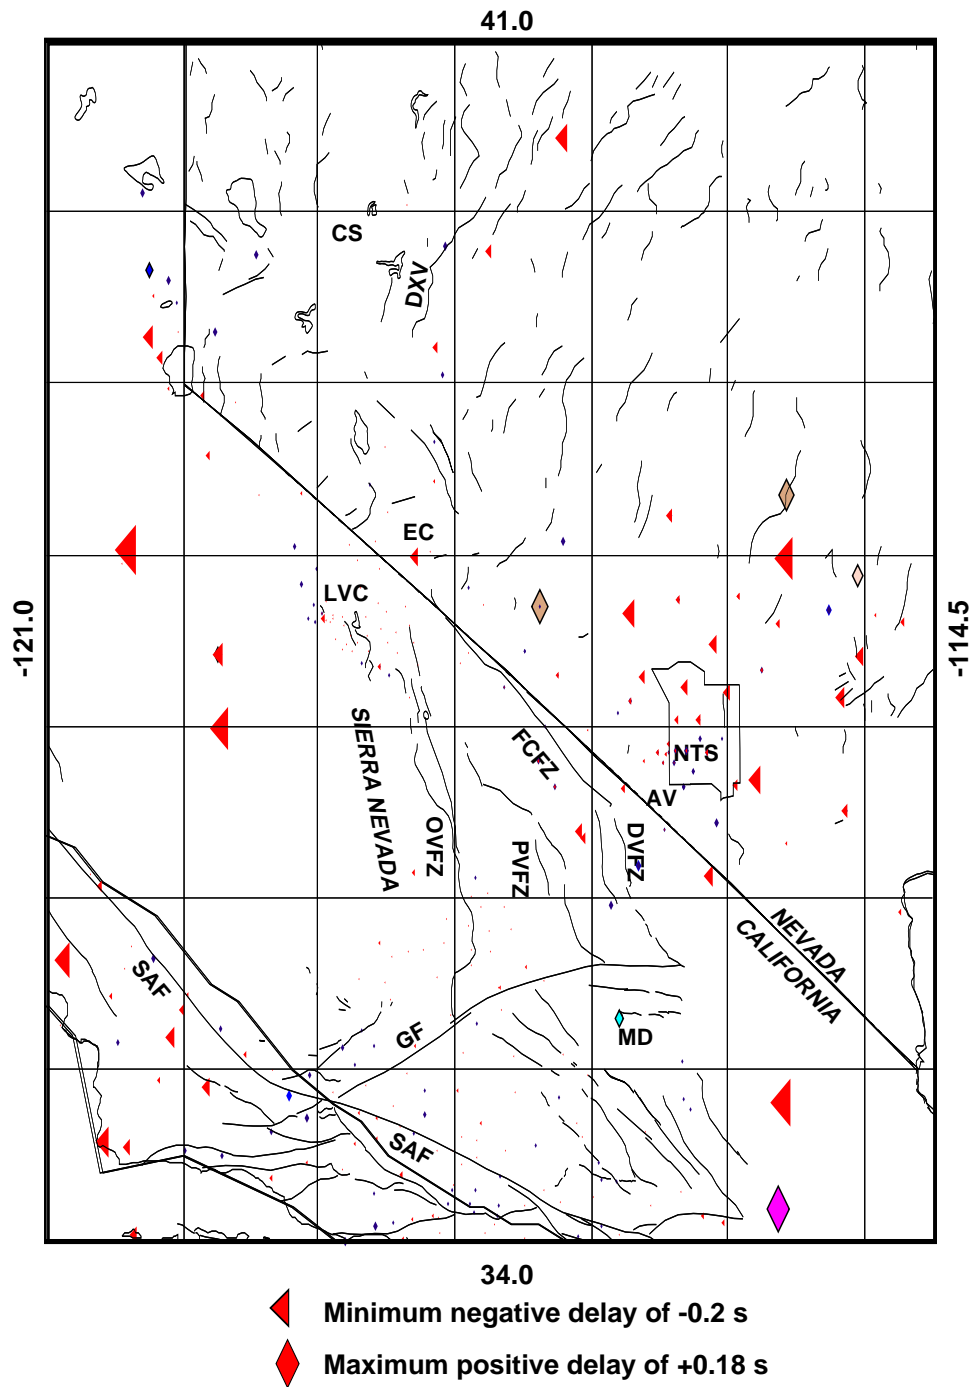 41.0
CS
DXV
EC
LVC
-121.0
-114.5
SIERRA NEVADA
FCFZ
NTS
AV
OVFZ
PVFZ
DVFZ
NEVADA
CALIFORNIA
SAF
GF
MD
SAF
34.0
Minimum negative delay of -0.2 s
Maximum positive delay of +0.18 s